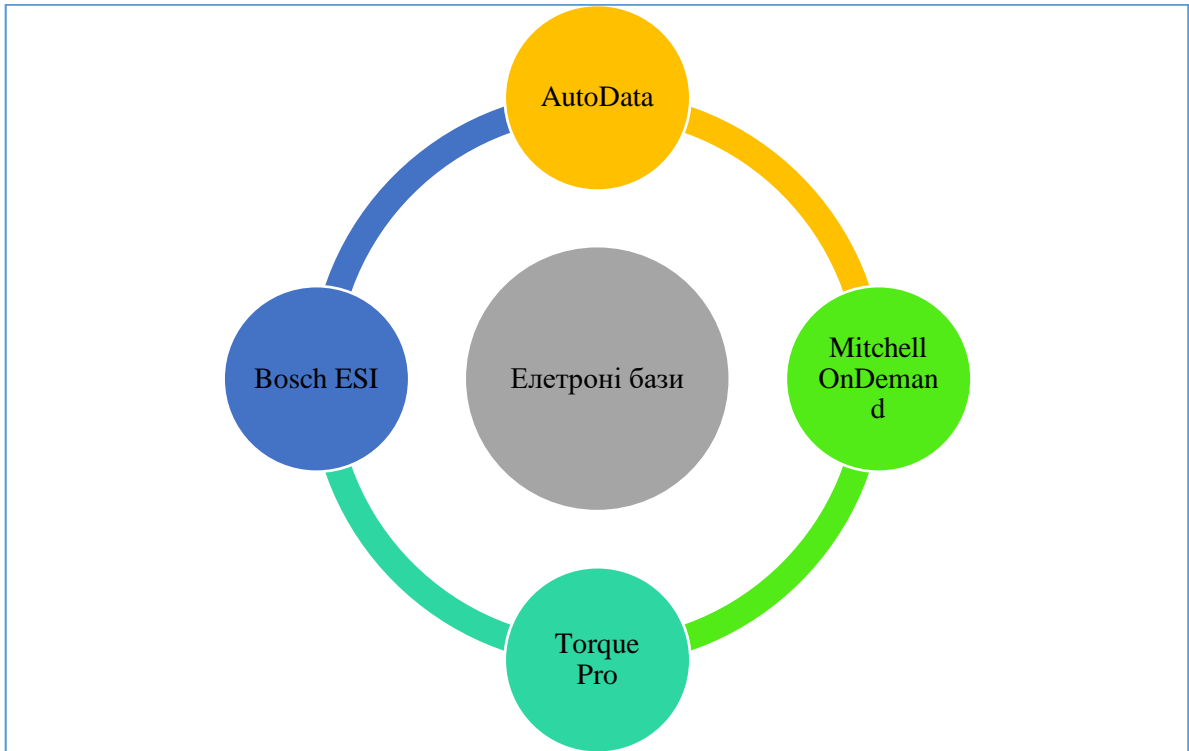 AutoData
Bosch ESI
Елетроні бази
Mitchell
OnDeman
d
Torque
Pro